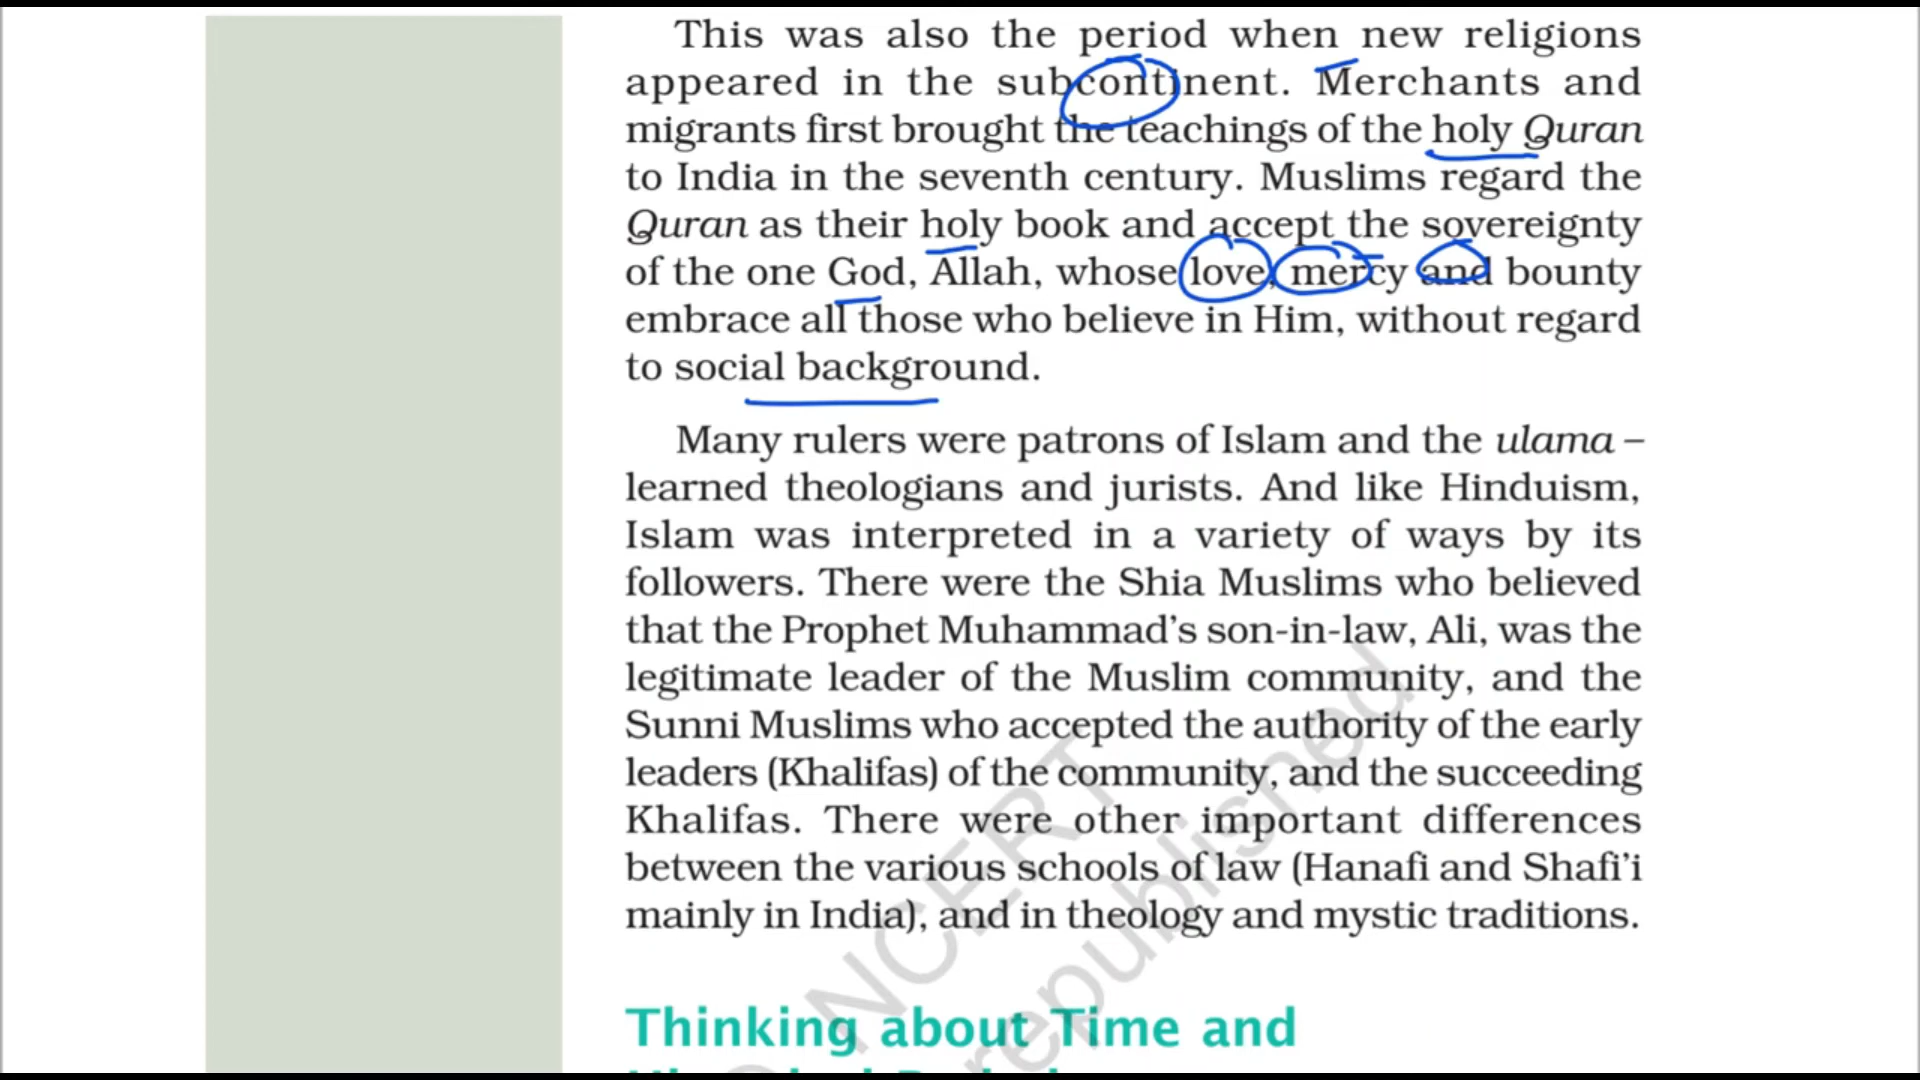 This was also the period when new religions
appeared in the subcontinent. Merchants and
migrants first brought the teachings of the holy Quran
to India in the seventh century. Muslims regard the
Quran as their holy book and accept the sovereignty
of the one God, Allah, whose love, mercy and bounty
embrace all those who believe in Him, without regard
to social background.
Many rulers were patrons of Islam and the ulama –
learned theologians and jurists. And like Hinduism,
Islam was interpreted in a variety of ways by its
followers. There were the Shia Muslims who believed
that the Prophet Muhammad’s son-in-law, Ali, was the
legitimate leader of the Muslim community, and the
Sunni Muslims who accepted the authority of the early
leaders (Khalifas) of the community, and the succeeding
Khalifas. There were other important differences
between the various schools of law (Hanafi and Shafi’i
mainly in India), and in theology and mystic traditions.
NCERT
republished
Thinking about Time and